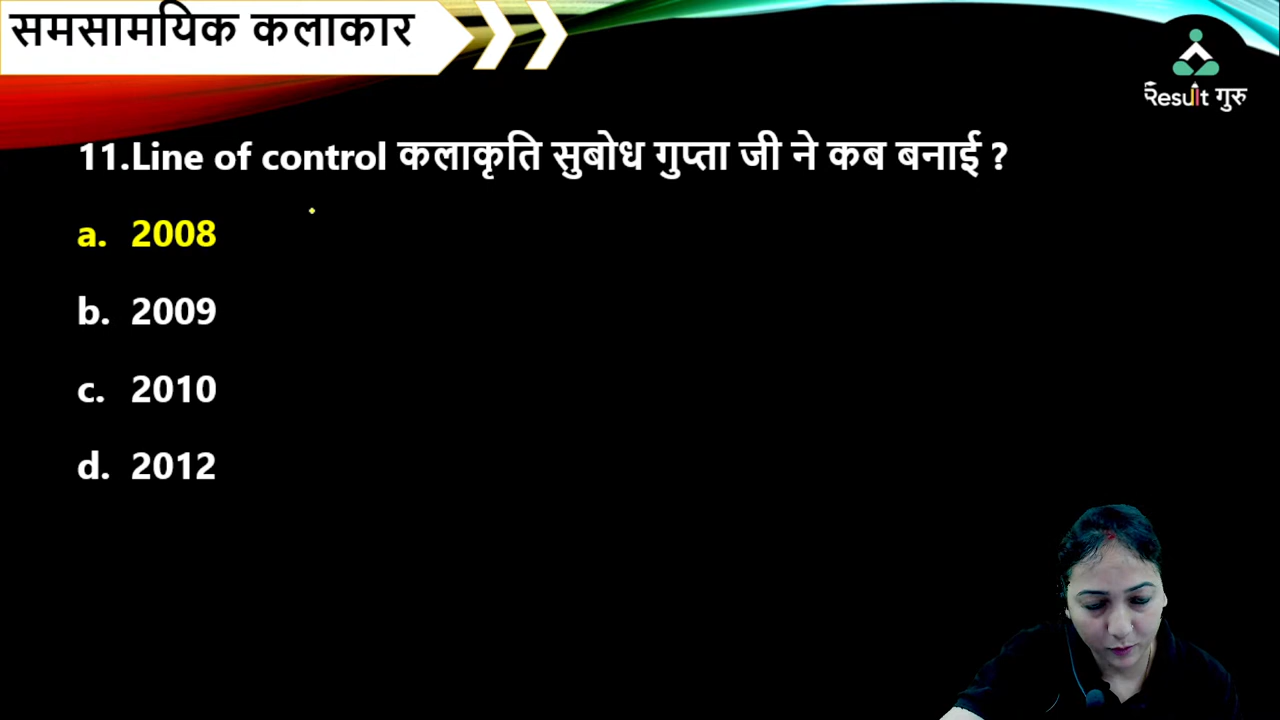 समसामयिक कलाकार
Result गुरु
11.Line of control कलाकृति सुबोध गुप्ता जी ने कब बनाई ?
a. 2008
b. 2009
c. 2010
d. 2012